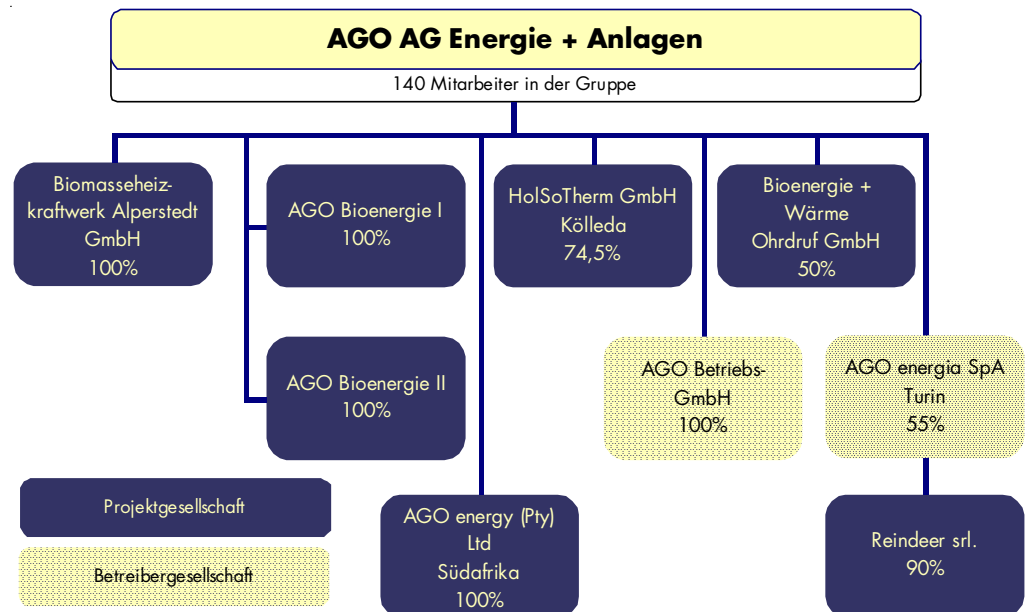 AGO AG Energie + Anlagen
140 Mitarbeiter in der Gruppe
Biomasseheiz-
kraftwerk Alperstedt
GmbH
100%
AGO Bioenergie I
100%
HolSoTherm GmbH
Kölleda
74,5%
Bioenergie +
Wärme
Ohrdruf GmbH
50%
AGO Bioenergie II
100%
AGO Betriebs-
GmbH
100%
AGO energia SpA
Turin
55%
Projektgesellschaft
Betreibergesellschaft
AGO energy (Pty)
Ltd
Südafrika
100%
Reindeer srl.
90%